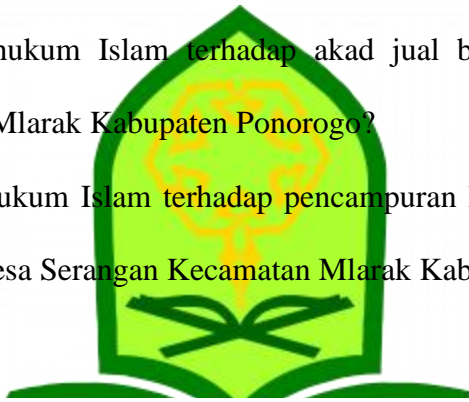 hukum Islam terhadap akad jual b
Mlarak Kabupaten Ponorogo?
ukum Islam terhadap pencampuran
esa Serangan Kecamatan Mlarak Kab